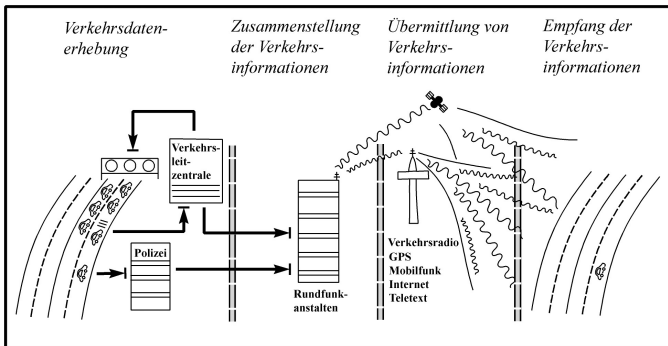 Verkehrsdaten-
erhebung
Zusammenstellung
der Verkehrs-
informationen
Übermittlung von
Verkehrs-
informationen
Empfang der
Verkehrs-
informationen
Verkehrs-
leit-
zentrale
Polizei
Rundfunk-
anstalten
Verkehrsradio
GPS
Mobilfunk
Internet
Teletext